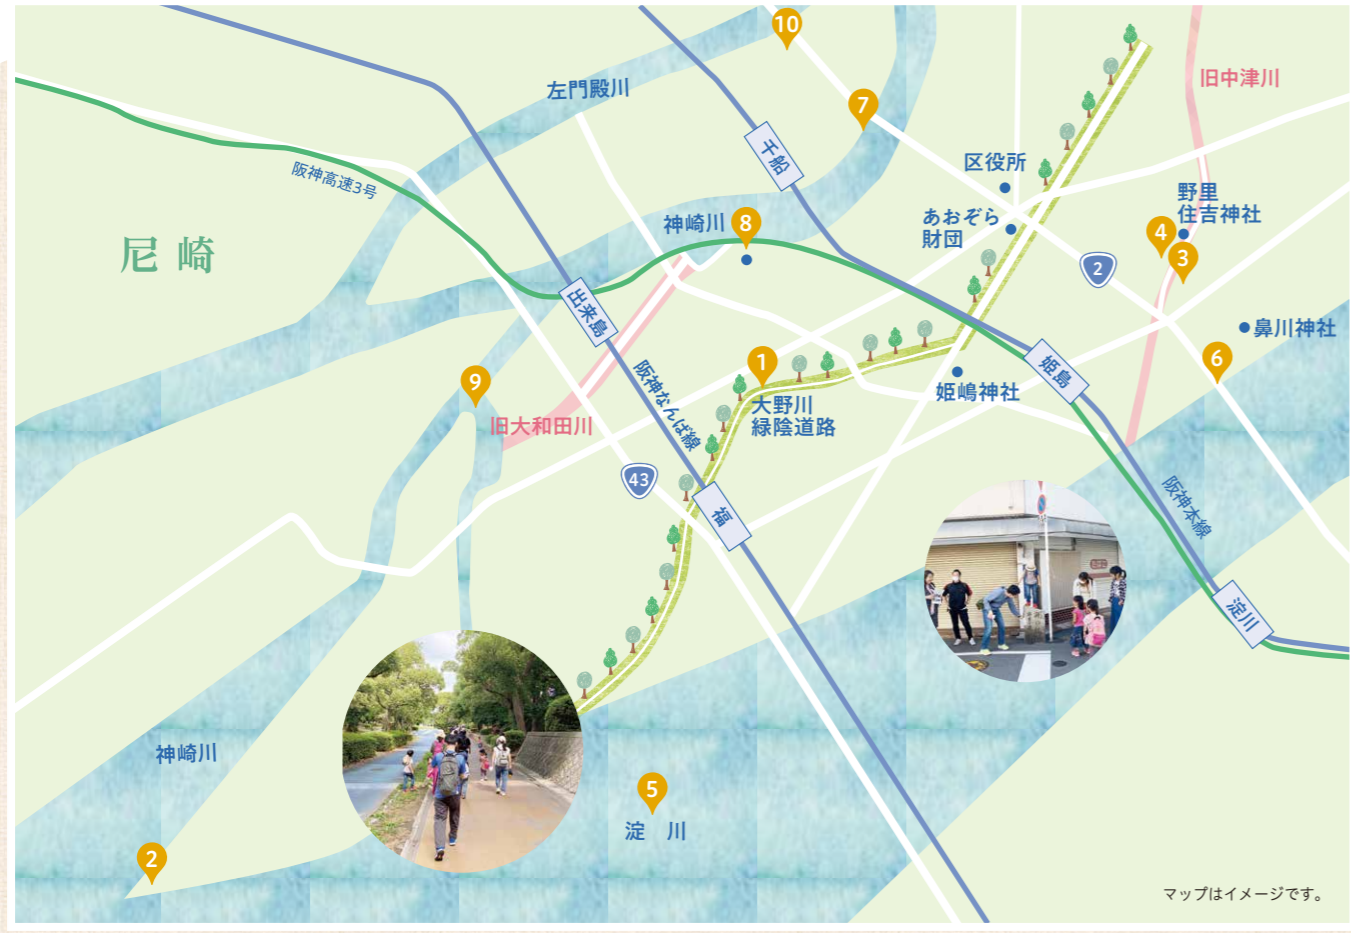 10
左門殿川
旧中津川
7
千船
区役所
阪神高速3号
野里
住吉神社
あおぞら
財団
神崎川
8
4
3
尼崎
2
出来島
鼻川神社
1
姫島
6
9
阪神なんば線
姫嶋神社
大野川
緑陰道路
旧大和田川
43
福
阪神本線
淀川
神崎川
5
淀 川
2
マップはイメージです。